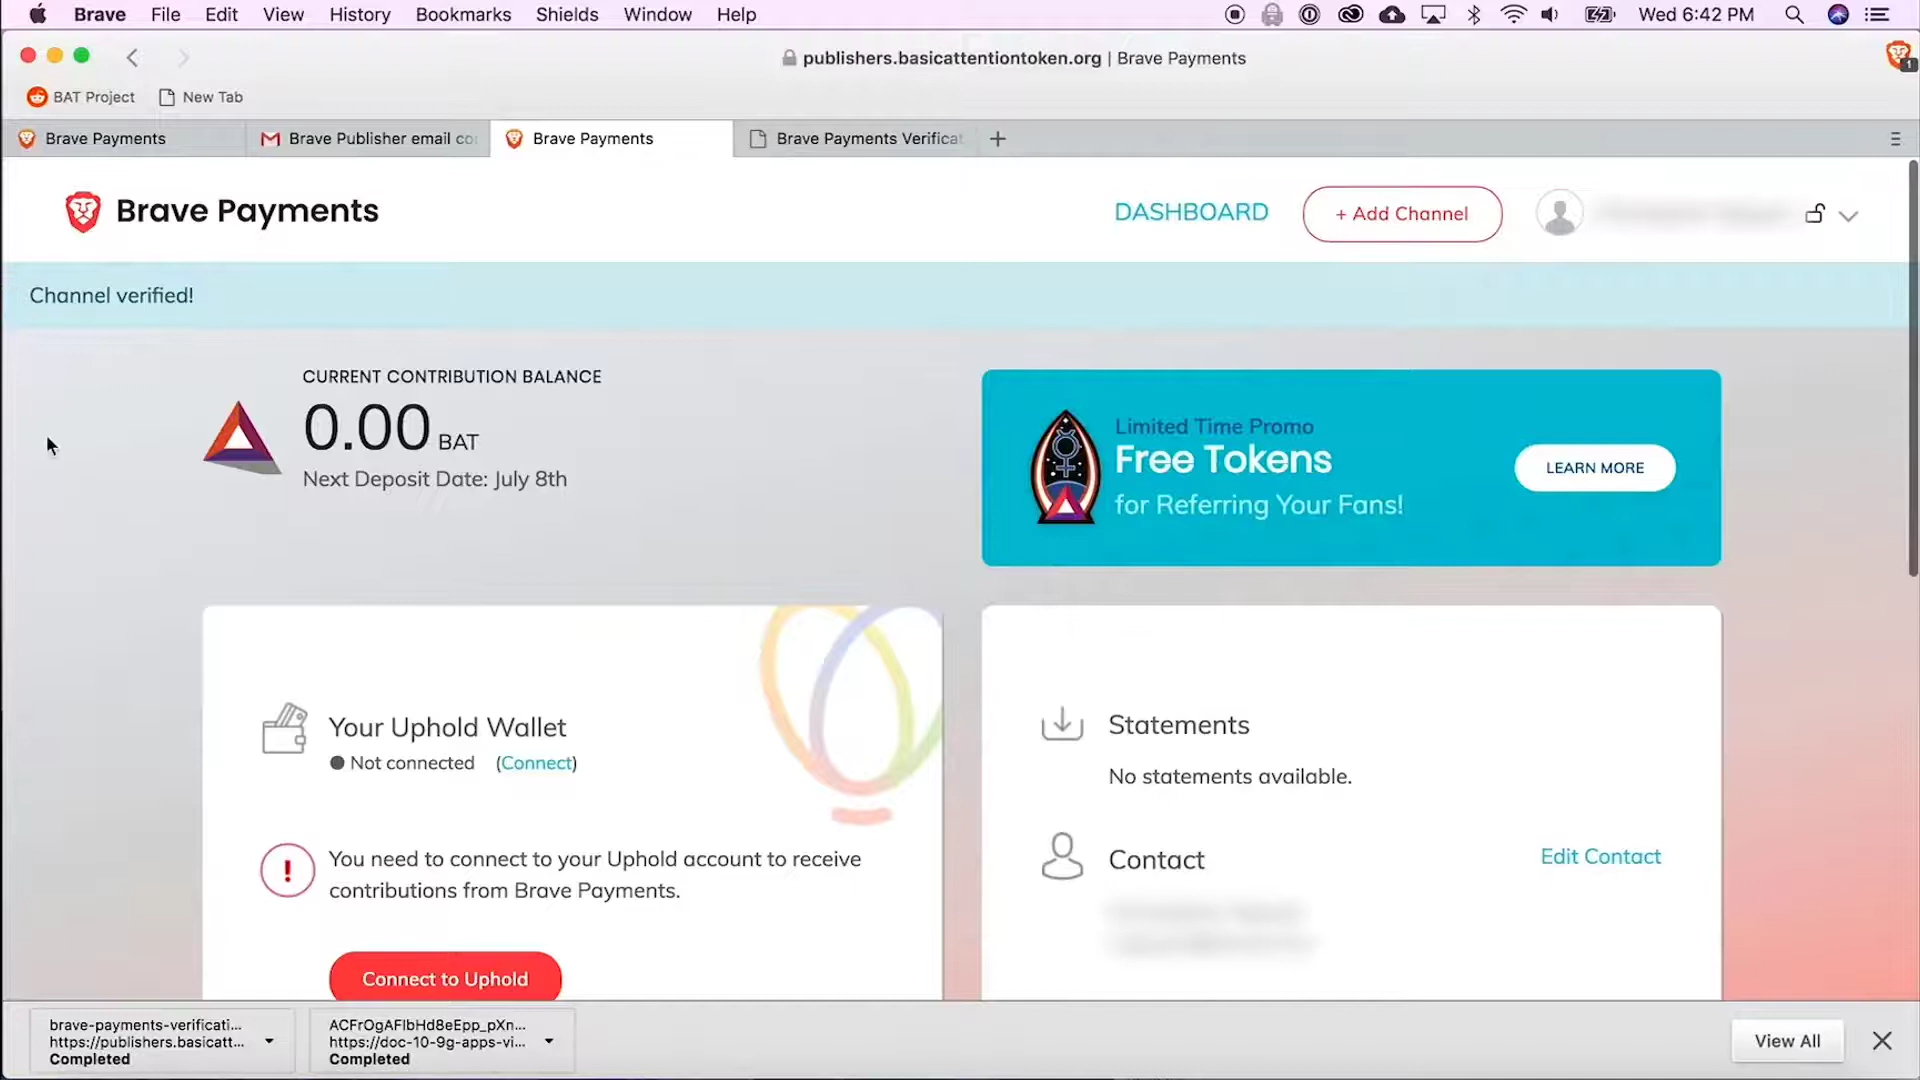 Brave File Edit View History Bookmarks Shields Window Help Wed 6:42 PM
publishers.basicattentiontoken.org | Brave Payments
1
BAT Project New Tab
Brave Payments Brave Publisher email co Brave Payments Brave Payments Verificat +
Brave Payments DASHBOARD + Add Channel
Channel verified!
CURRENT CONTRIBUTION BALANCE
0.00 BAT
Next Deposit Date: July 8th
Limited Time Promo
Free Tokens
for Referring Your Fans!
LEARN MORE
Your Uphold Wallet
Not connected (Connect)
! You need to connect to your Uphold account to receive
contributions from Brave Payments.
Connect to Uphold
Statements
No statements available.
Contact Edit Contact
brave-payments-verificati...
https://publishers.basicatt...
Completed
ACFrOgAFlbHd8eEpp_pXn...
https://doc-10-9g-apps-vi...
Completed
View All